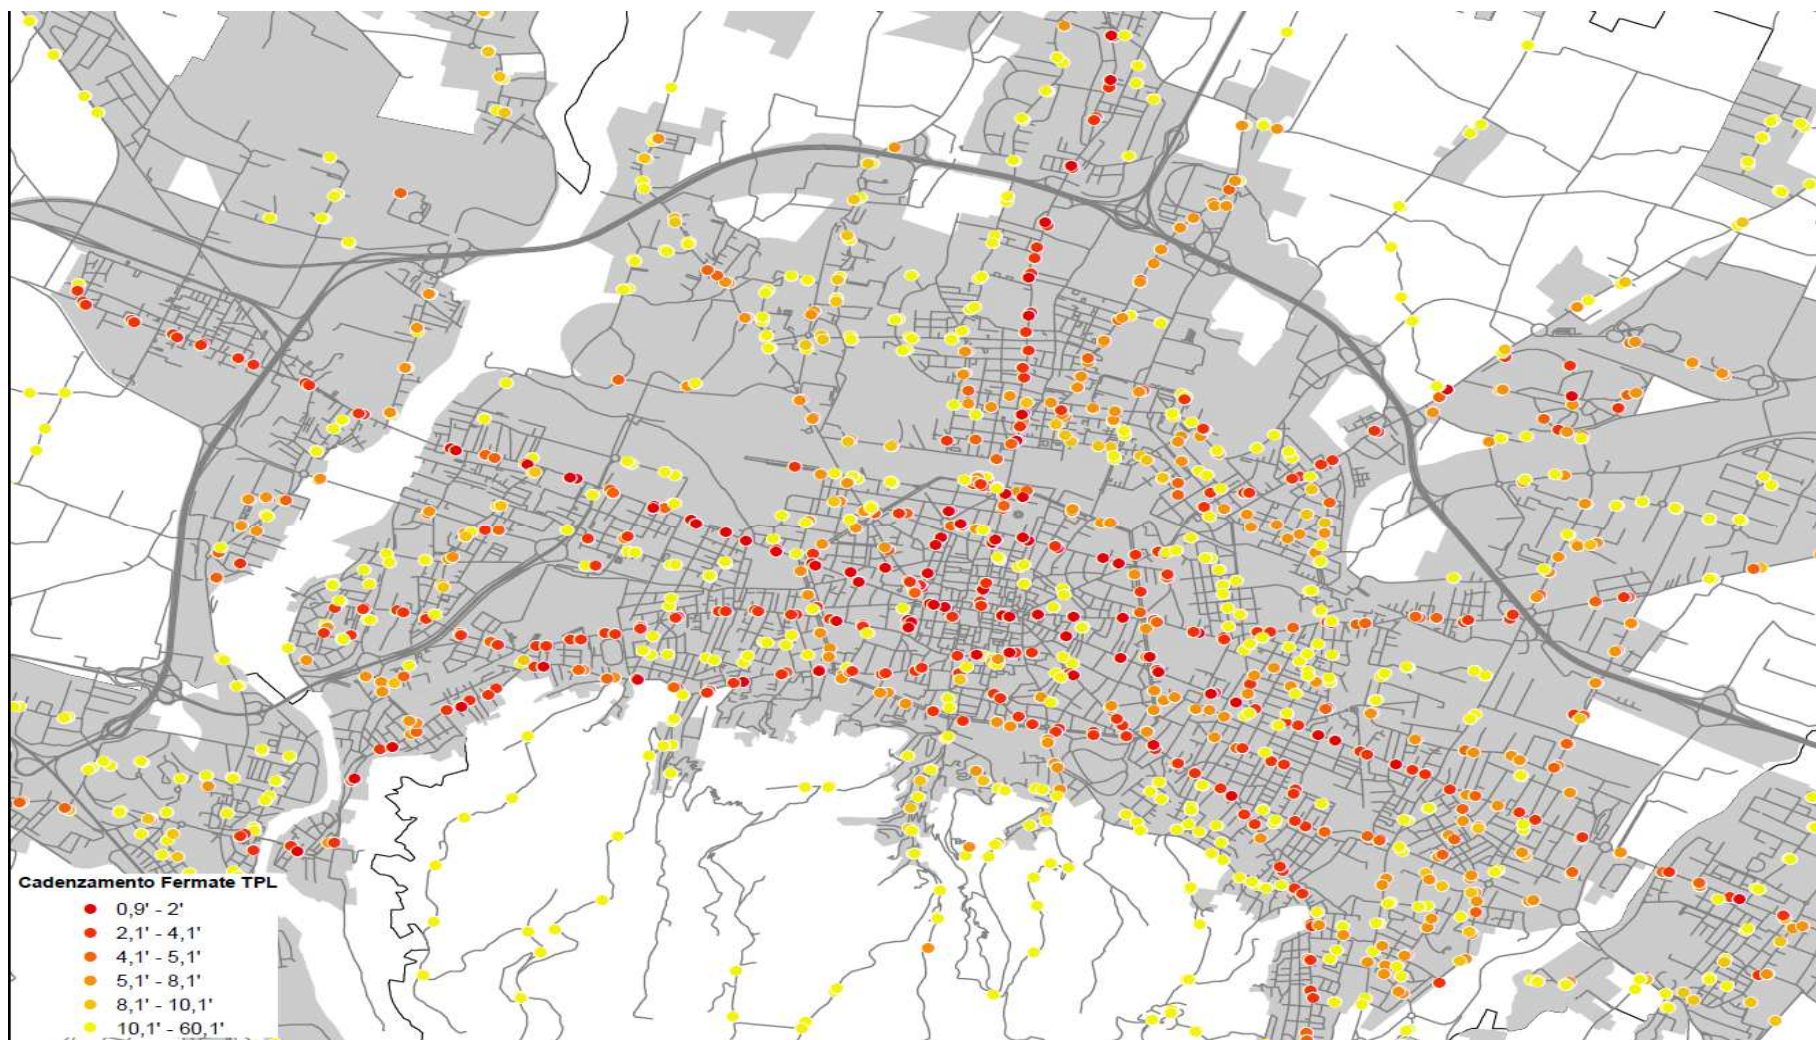 Cadenzamento Fermate TPL
0,9' - 2'
2,1' - 4,1'
4,1' - 5,1'
5,1' - 8,1'
8,1' - 10,1'
10,1' - 60,1'